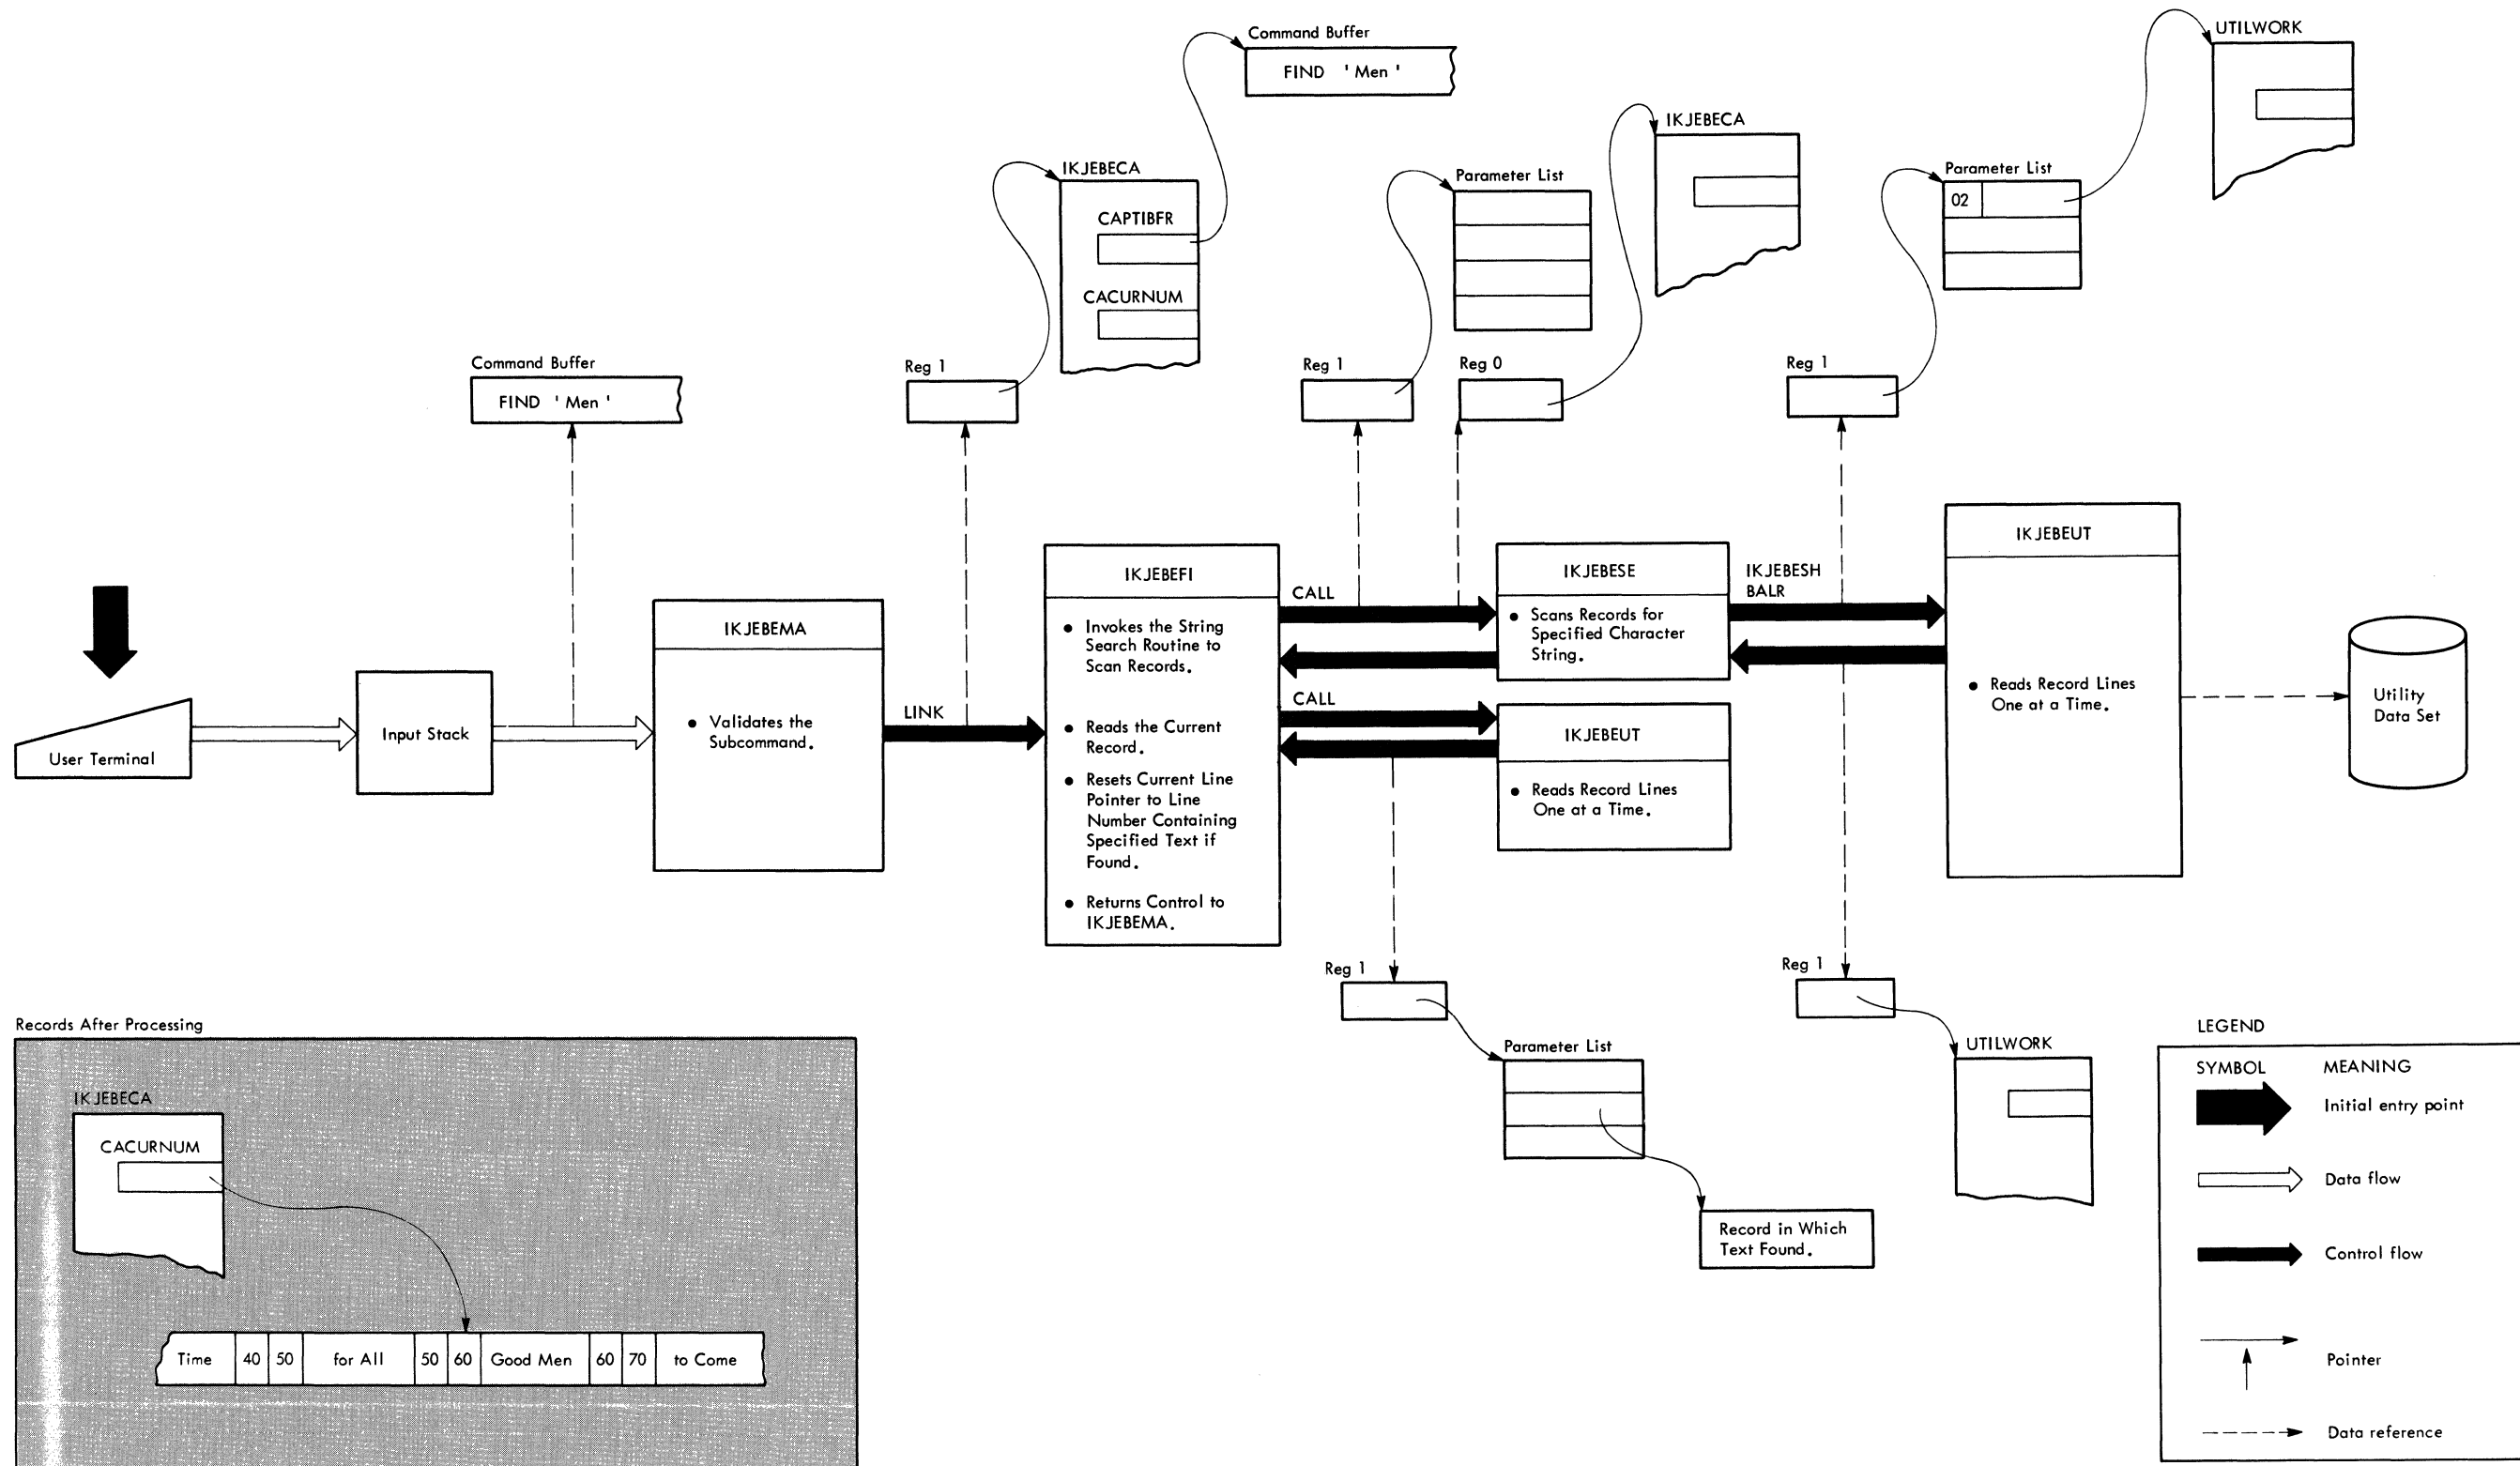 Command Buffer
FIND ' Men '
UTILWORK
IKJEBECA
CAPTIBFR
CACURNUM
Parameter List
IKJEBECA
Parameter List
02
Command Buffer
FIND ' Men '
Reg 1
Reg 1
Reg 0
Reg 1
User Terminal
Input Stack
IKJEBEMA
● Validates the
Subcommand.
LINK
IKJEBEFI
● Invokes the String
Search Routine to
Scan Records.
● Reads the Current
Record.
● Resets Current Line
Pointer to Line
Number Containing
Specified Text if
Found.
● Returns Control to
IKJEBEMA.
CALL
CALL
IKJEBESE
● Scans Records for
Specified Character
String.
IKJEBEUT
● Reads Record Lines
One at a Time.
IKJEBESH
BALR
IKJEBEUT
● Reads Record Lines
One at a Time.
Utility
Data Set
Reg 1
Parameter List
Record in Which
Text Found.
Reg 1
UTILWORK
Records After Processing
IKJEBECA
CACURNUM
Time 40 50 for All 50 60 Good Men 60 70 to Come
LEGEND
SYMBOL MEANING
Initial entry point
Data flow
Control flow
Pointer
Data reference